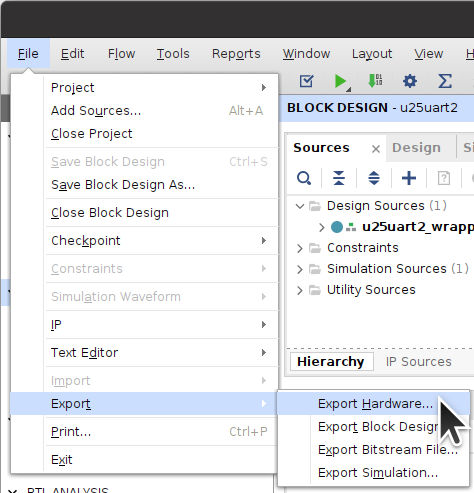 File Edit Flow Tools Reports Window Layout View
BLOCK DESIGN - u25uart2
Project
Add Sources... Alt+A
Close Project
Save Block Design Ctrl+S
Save Block Design As...
Close Block Design
Checkpoint
Constraints
Simulation Waveform
IP
Text Editor
Import
Export
Print... Ctrl+P
Exit
RTL ANALYSIS
Sources × Design
Design Sources (1)
u25uart2_wrapp
Constraints
Simulation Sources (1)
Utility Sources
Hierarchy IP Sources
Export Hardware...
Export Block Design
Export Bitstream File...
Export Simulation...